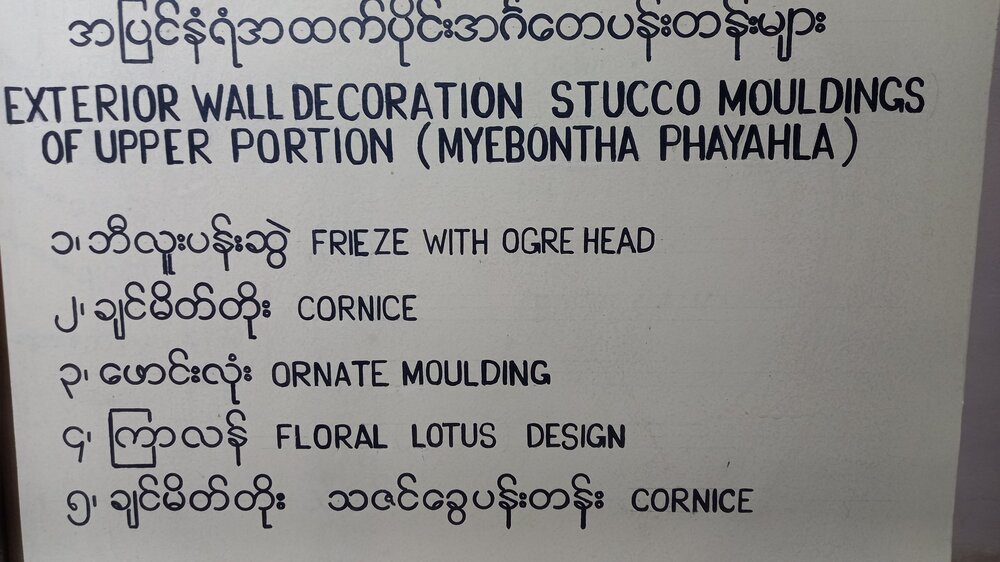 အပြင်နံရံအထက်ပိုင်းအင်္ဂတေပန်းတန်းများ
EXTERIOR WALL DECORATION STUCCO MOULDINGS
OF UPPER PORTION (MYEBONTHA PHAYAHLA)
၁၊ ဘီလူးပန်းဆွဲ FRIEZE WITH OGRE HEAD
၂၊ ချင်မိတ်တိုး CORNICE
၃၊ ဖောင်းလုံး ORNATE MOULDING
၄၊ ကြာလန် FLORAL LOTUS DESIGN
၅၊ ချင်မိတ်တိုး သဇင်ခွေပန်းတန်း CORNICE